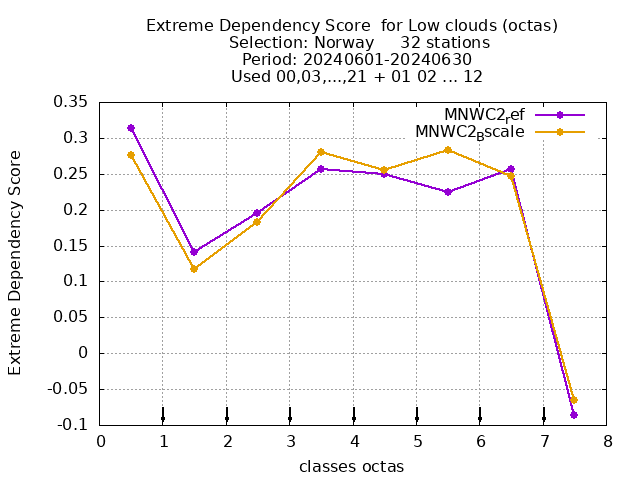 Extreme Dependency Score  for Low clouds (octas)
Selection: Norway     32 stations
Period: 20240601-20240630
Used 00,03,...,21 + 01 02 ... 12
MNWC2ref
MNWC2Bscale
Extreme Dependency Score
0.35
0.3
0.25
0.2
0.15
0.1
0.05
0
-0.05
-0.1
0 1 2 3 4 5 6 7 8
classes octas